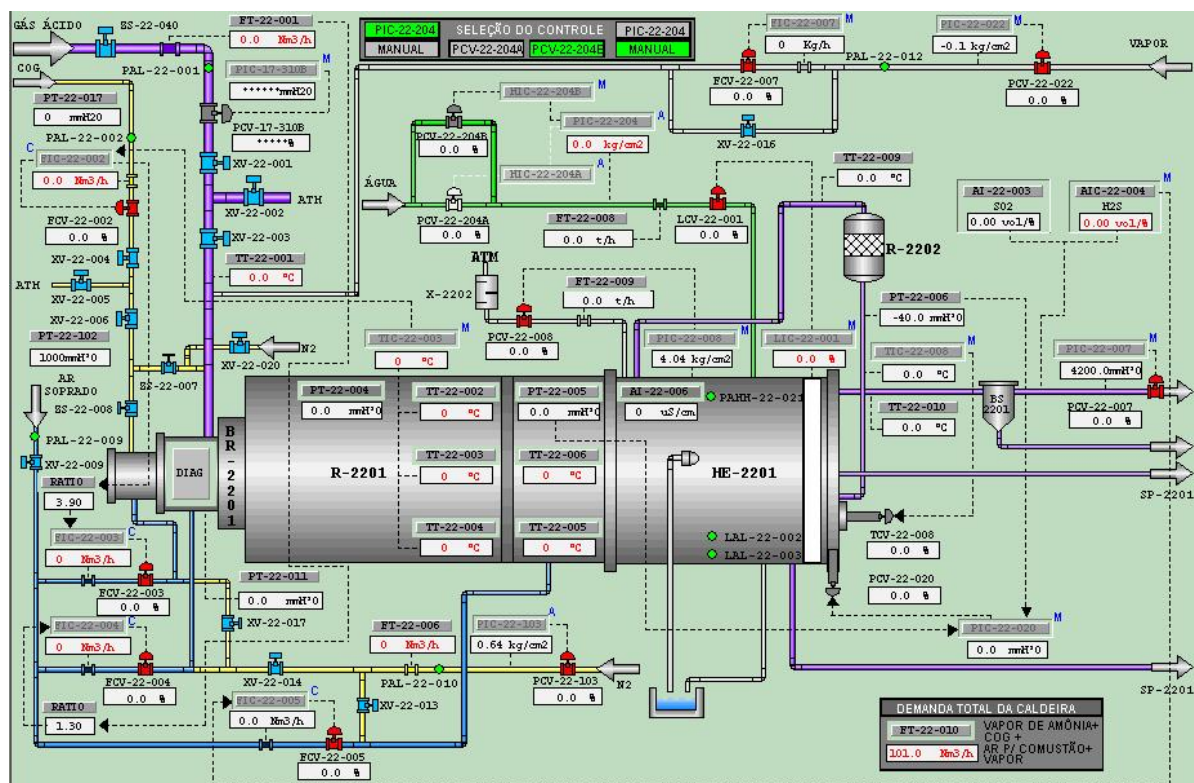 GÁS ÁCIDO
SS-22-040
FT-22-001
0.0 Nm3/h
COG
PAL-22-001
PIC-17-310B
M
*****mmH2O
PT-22-017
0 mmH2O
PAL-22-002
PCV-17-310B
*****%
C
FIC-22-002
0.0 Nm3/h
XV-22-001
FCV-22-002
0.0 %
XV-22-002
ATM
XV-22-003
XV-22-004
TT-22-001
0.0 ºC
ATM
XV-22-005
XV-22-006
PT-22-102
1000mmH²O
XV-22-020
N2
SS-22-007
AR
SOPRADO
SS-22-008
PAL-22-009
XV-22-009
PIC-22-204
SELEÇÃO DO CONTROLE
PIC-22-204
MANUAL
PCV-22-204A
PCV-22-204B
MANUAL
FIC-22-007
M
0 Kg/h
PIC-22-022
M
-0.1 kg/cm2
VAPOR
PAL-22-012
FCV-22-007
0.0 %
PCV-22-022
0.0 %
XV-22-016
HIC-22-204B
M
PCV-22-204B
0.0 %
PIC-22-204
A
0.0 kg/cm2
HIC-22-204A
A
ÁGUA
PCV-22-204A
0.0 %
FT-22-008
0.0 t/h
LCV-22-001
0.0 %
TT-22-009
0.0 ºC
R-2202
AI-22-003
SO2
0.00 vol/%
AIC-22-004
M
H2S
0.00 vol/%
ATM
X-2202
FT-22-009
0.0 t/h
PCV-22-008
0.0 %
TIC-22-003
M
0 ºC
PIC-22-008
M
4.04 kg/cm2
LIC-22-001
M
0.0 %
PT-22-006
-40.0 mmH²O
TIC-22-008
M
0.0 ºC
PIC-22-007
M
4200.0mmH²O
BS
2201
PCV-22-007
0.0 %
TT-22-010
0.0 ºC
PT-22-004
0.0 mmH²O
TT-22-002
0 ºC
PT-22-005
0.0 mmH²O
AI-22-006
0 uS/cm
PAHH-22-021
BR-2201
DIAG
R-2201
TT-22-003
0 ºC
TT-22-006
0 ºC
HE-2201
TT-22-004
0 ºC
TT-22-005
0 ºC
LAL-22-002
LAL-22-003
SP-2201
TCV-22-008
0.0 %
PCV-22-020
0.0 %
PIC-22-020
M
0.0 mmH²O
SP-2201
RATIO
3.90
FIC-22-003
C
0 Nm3/h
FCV-22-003
0.0 %
PT-22-011
0.0 mmH²O
XV-22-017
FIC-22-004
C
0 Nm3/h
FCV-22-004
0.0 %
RATIO
1.30
XV-22-014
FT-22-006
0 Nm3/h
PAL-22-010
PIC-22-103
A
0.64 kg/cm2
PCV-22-103
0.0 %
N2
XV-22-013
FIC-22-005
C
0.0 Nm3/h
FCV-22-005
0.0 %
DEMANDA TOTAL DA CALDEIRA
FT-22-010
101.0 Nm3/h
VAPOR DE AMÔNIA+
COG +
AR P/ COMUSTÃO+
VAPOR